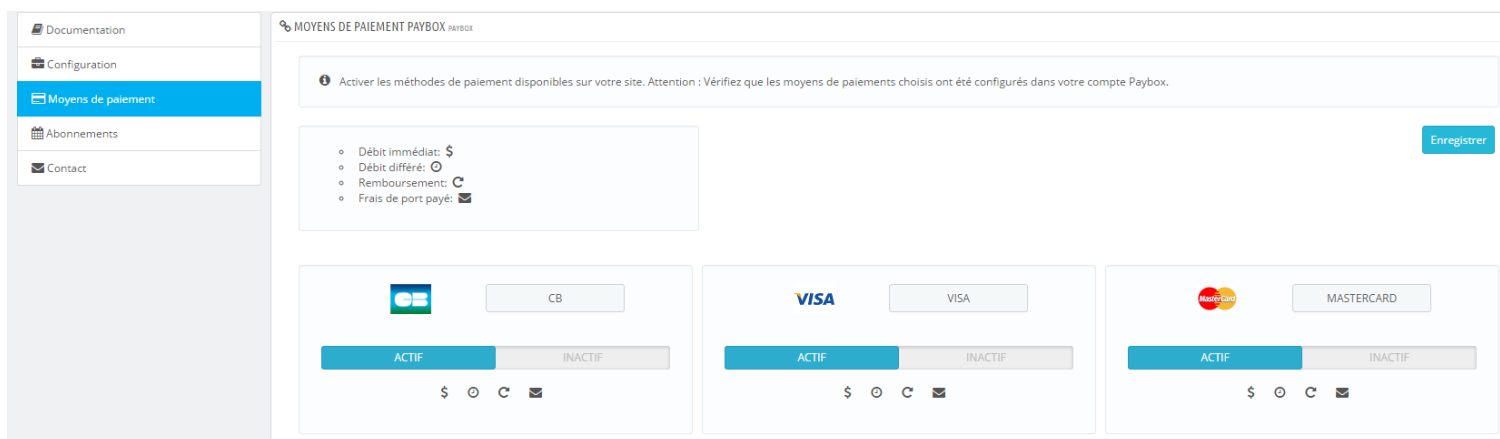 Documentation
Configuration
Moyens de paiement
Abonnements
Contact
MOYENS DE PAIEMENT PAYBOX PAYBOX
Activer les méthodes de paiement disponibles sur votre site. Attention : Vérifiez que les moyens de paiements choisis ont été configurés dans votre compte Paybox.
Débit immédiat: $
Débit différé:
Remboursement:
Frais de port payé:
Enregistrer
CB CB
VISA VISA
MasterCard MASTERCARD
ACTIF INACTIF
ACTIF INACTIF
ACTIF INACTIF
$
$
$